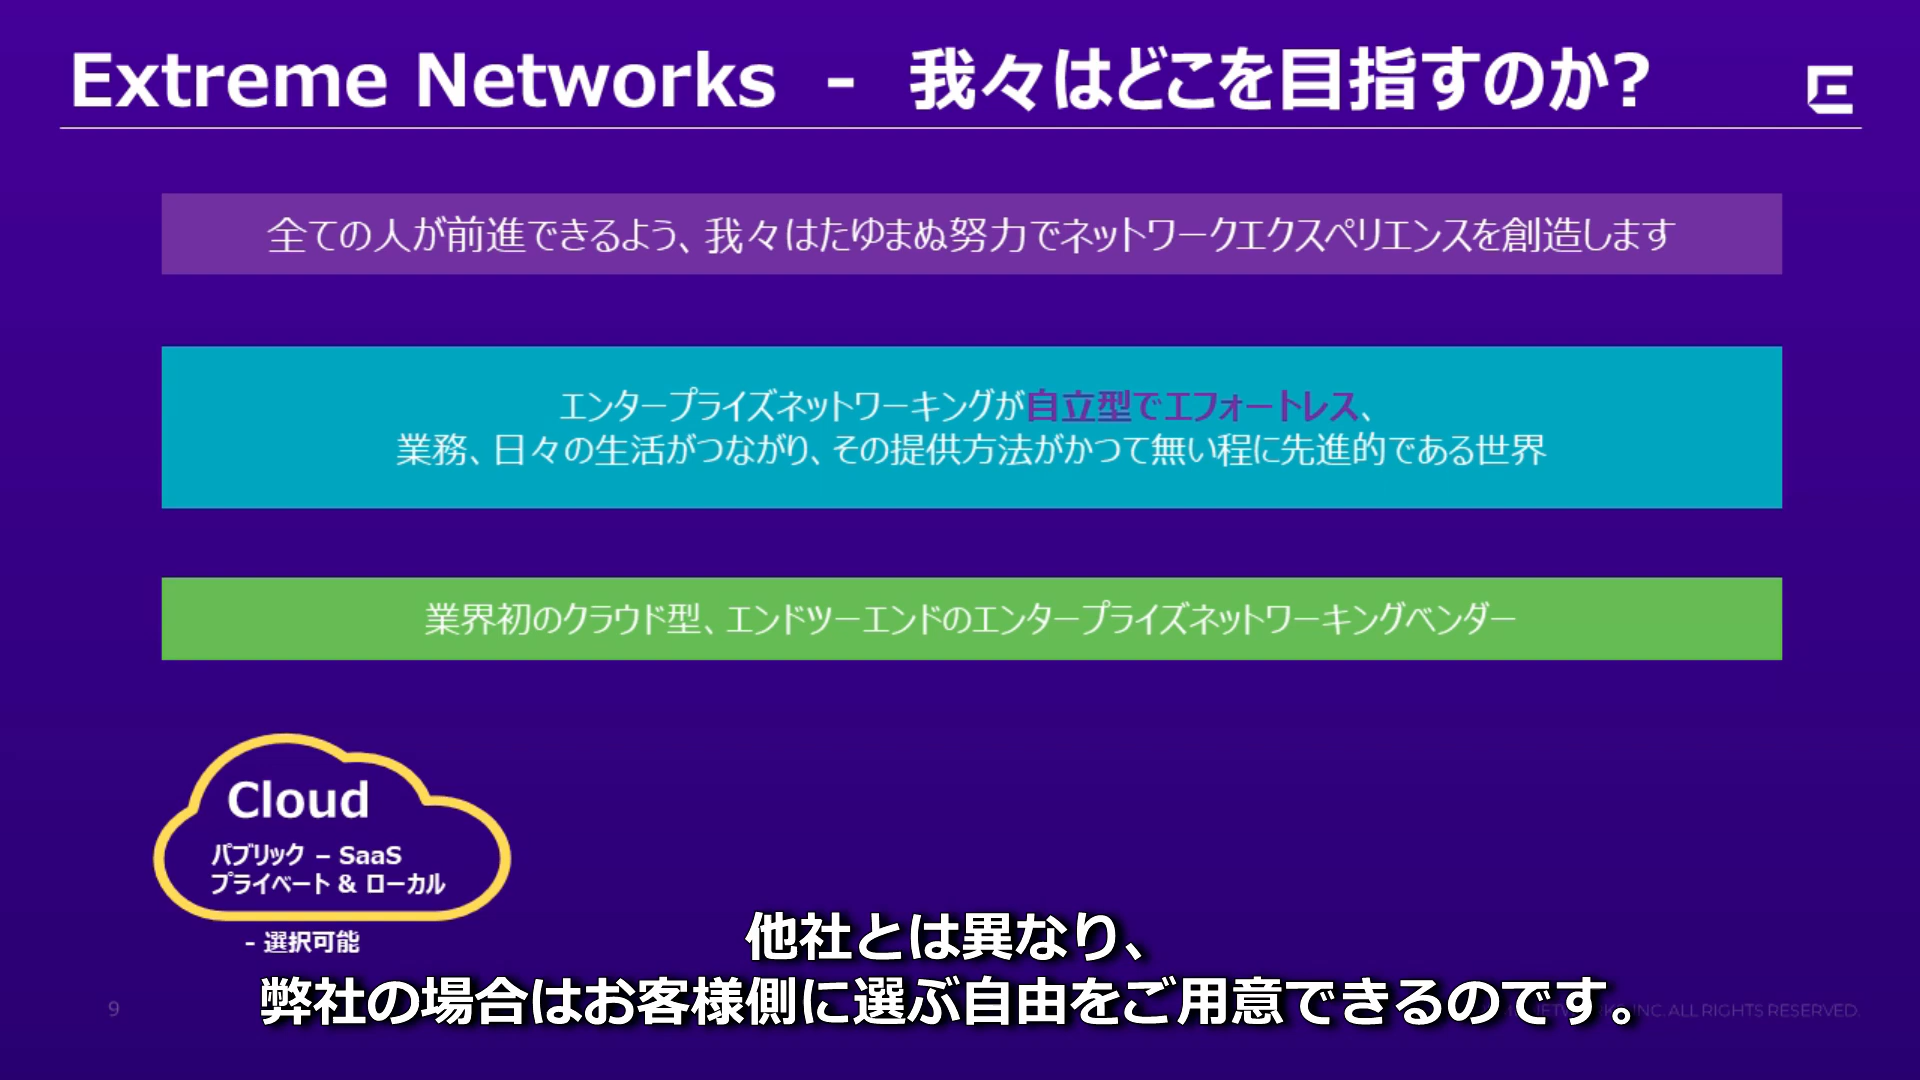 Extreme Networks - 我々はどこを目指すのか?
全ての人が前進できるよう、我々はたゆまぬ努力でネットワークエクスペリエンスを創造します
エンタープライズネットワーキングが自立型でエフォートレス、
業務、日々の生活がつながり、その提供方法がかつて無い程に先進的である世界
業界初のクラウド型、エンドツーエンドのエンタープライズネットワーキングベンダー
Cloud
パブリック – SaaS
プライベート & ローカル
- 選択可能
他社とは異なり、
弊社の場合はお客様側に選ぶ自由をご用意できるのです。
9
INC. ALL RIGHTS RESERVED.